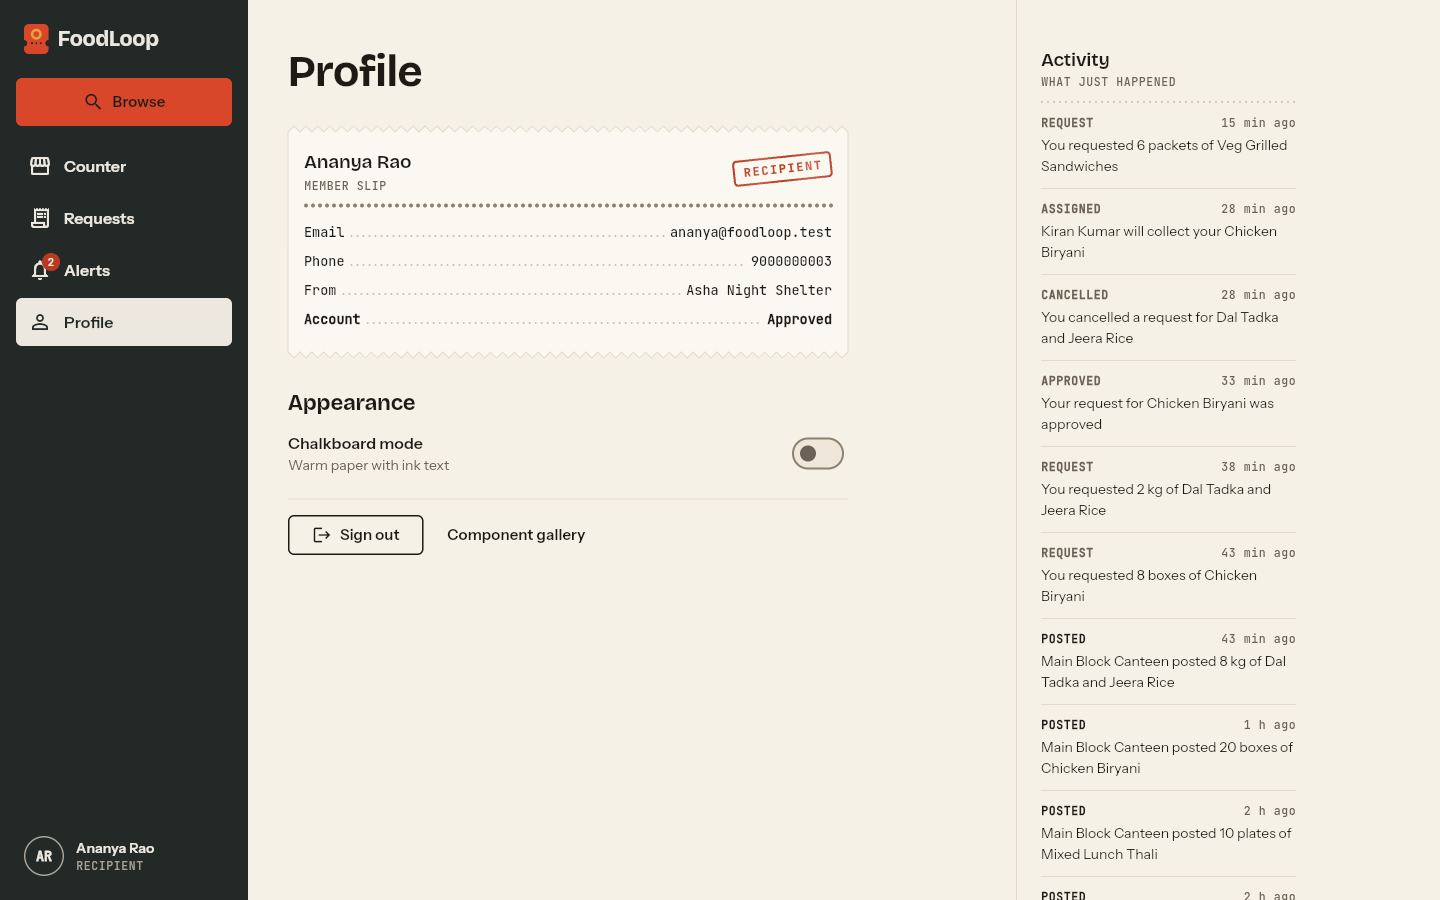 FoodLoop
Browse
Counter
Requests
2
Alerts
Profile
AR
Ananya Rao
RECIPIENT
Profile
Ananya Rao
MEMBER SLIP
RECIPIENT
Email ananya@foodloop.test
Phone 9000000003
From Asha Night Shelter
Account Approved
Appearance
Chalkboard mode
Warm paper with ink text
Sign out
Component gallery
Activity
WHAT JUST HAPPENED
REQUEST 15 min ago
You requested 6 packets of Veg Grilled
Sandwiches
ASSIGNED 28 min ago
Kiran Kumar will collect your Chicken
Biryani
CANCELLED 28 min ago
You cancelled a request for Dal Tadka
and Jeera Rice
APPROVED 33 min ago
Your request for Chicken Biryani was
approved
REQUEST 38 min ago
You requested 2 kg of Dal Tadka and
Jeera Rice
REQUEST 43 min ago
You requested 8 boxes of Chicken
Biryani
POSTED 43 min ago
Main Block Canteen posted 8 kg of Dal
Tadka and Jeera Rice
POSTED 1 h ago
Main Block Canteen posted 20 boxes of
Chicken Biryani
POSTED 2 h ago
Main Block Canteen posted 10 plates of
Mixed Lunch Thali
POSTED 2 h ago